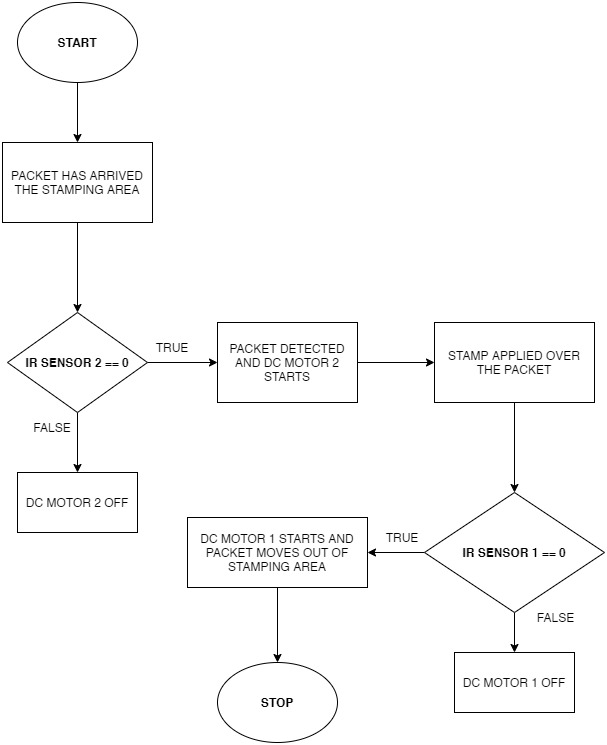 START
PACKET HAS ARRIVED
THE STAMPING AREA
IR SENSOR 2 == 0
TRUE
PACKET DETECTED
AND DC MOTOR 2
STARTS
STAMP APPLIED OVER
THE PACKET
FALSE
DC MOTOR 2 OFF
IR SENSOR 1 == 0
TRUE
DC MOTOR 1 STARTS AND
PACKET MOVES OUT OF
STAMPING AREA
FALSE
DC MOTOR 1 OFF
STOP